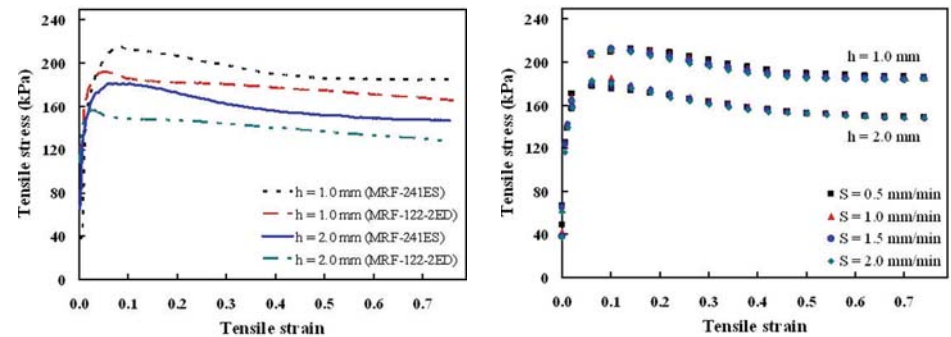 240
200
160
120
80
40
0
Tensile stress (kPa)
h = 1.0 mm (MRF-241ES)
h = 1.0 mm (MRF-122-2ED)
h = 2.0 mm (MRF-241ES)
h = 2.0 mm (MRF-122-2ED)
0.0 0.1 0.2 0.3 0.4 0.5 0.6 0.7
Tensile strain
240
200
160
120
80
40
0
Tensile stress (kPa)
h = 1.0 mm
h = 2.0 mm
S = 0.5 mm/min
S = 1.0 mm/min
S = 1.5 mm/min
S = 2.0 mm/min
0.0 0.1 0.2 0.3 0.4 0.5 0.6 0.7 0.8
Tensile strain